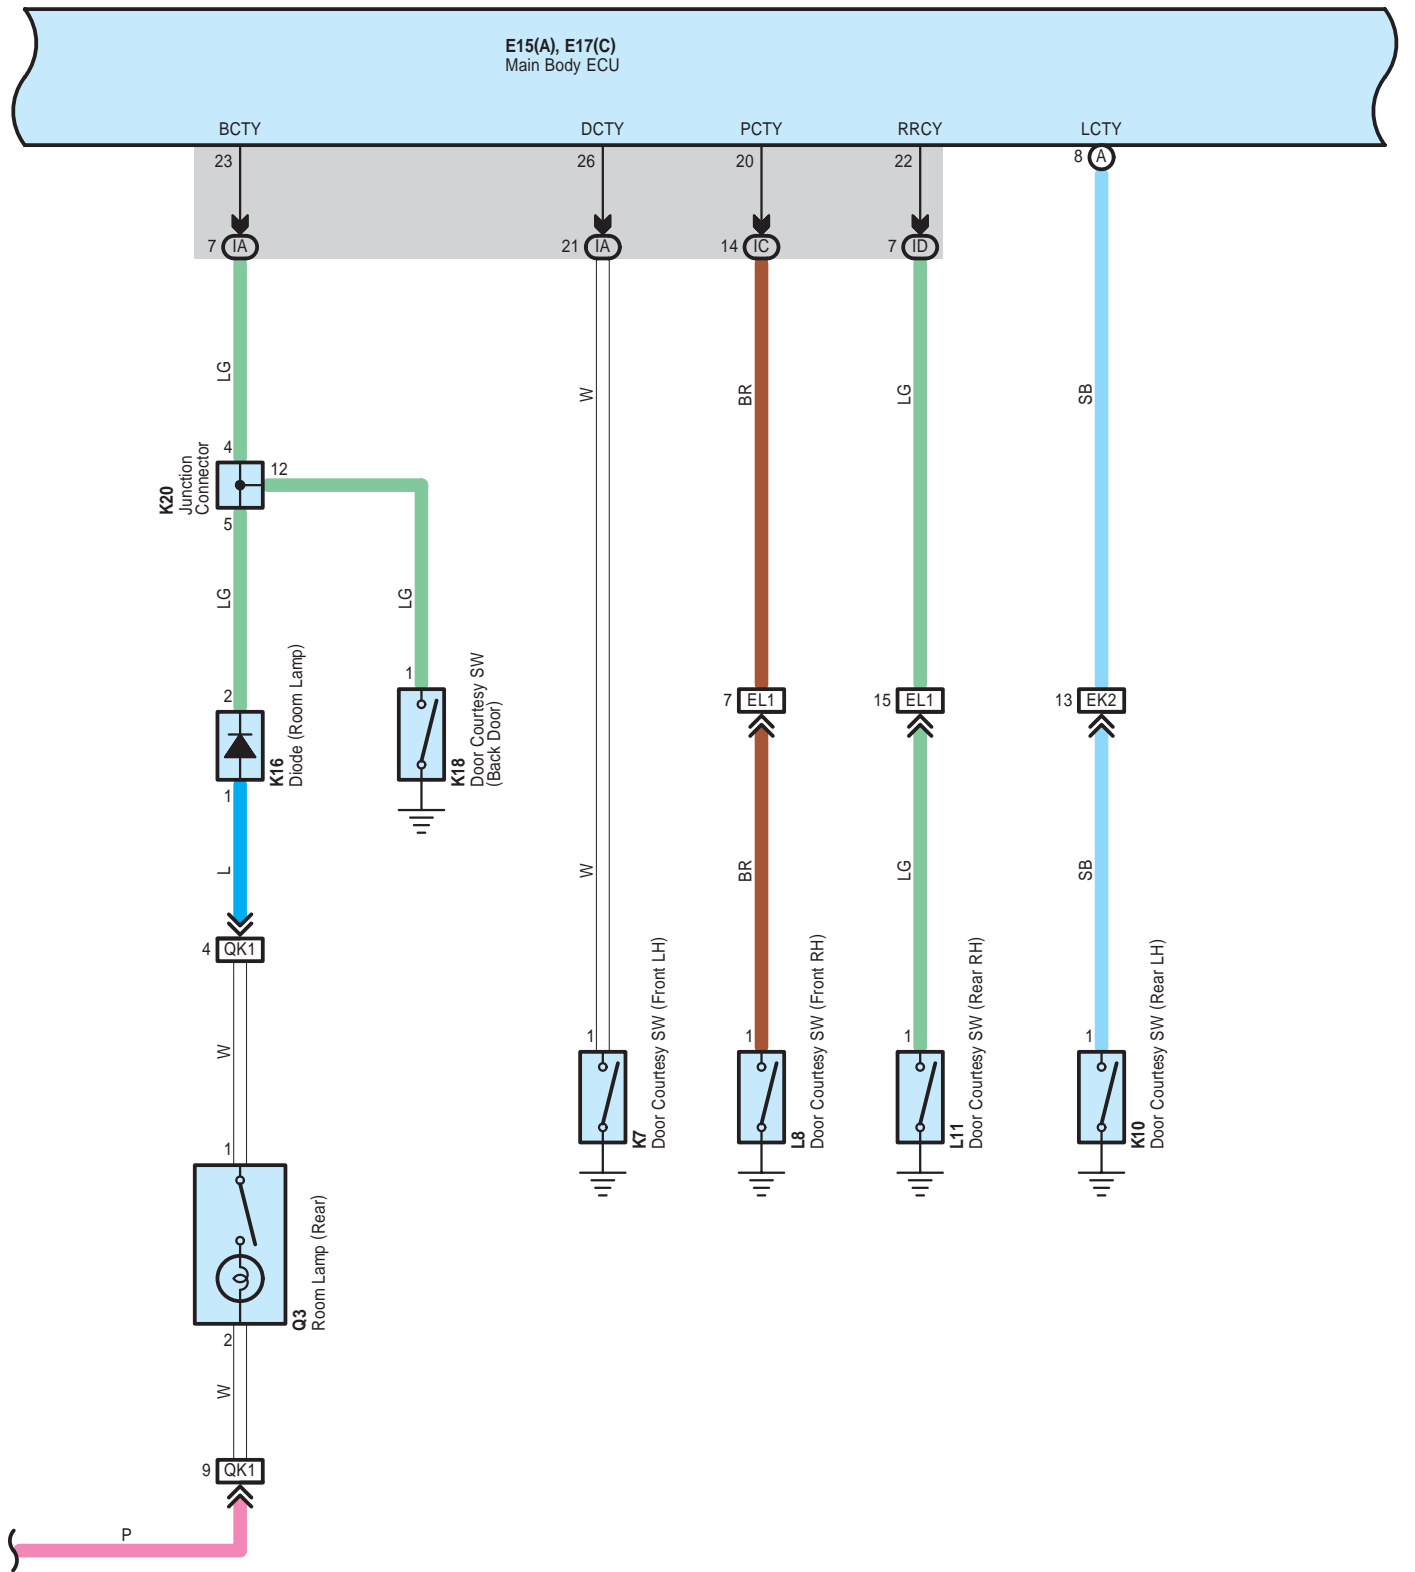 E15(A), E17(C)
Main Body ECU
BCTY
DCTY
PCTY
RRCY
LCTY
23
26
20
22
8 A
7 IA
21 IA
14 IC
7 ID
LG
W
BR
LG
SB
4
12
K20
Junction
Connector
5
LG
LG
2
1
K16
Diode (Room Lamp)
K18
Door Courtesy SW
(Back Door)
7 EL1
15 EL1
13 EK2
1
L
W
BR
LG
SB
4 QK1
W
1
1
1
1
K7
Door Courtesy SW (Front LH)
L8
Door Courtesy SW (Front RH)
L11
Door Courtesy SW (Rear RH)
K10
Door Courtesy SW (Rear LH)
1
Q3
Room Lamp (Rear)
2
W
9 QK1
P